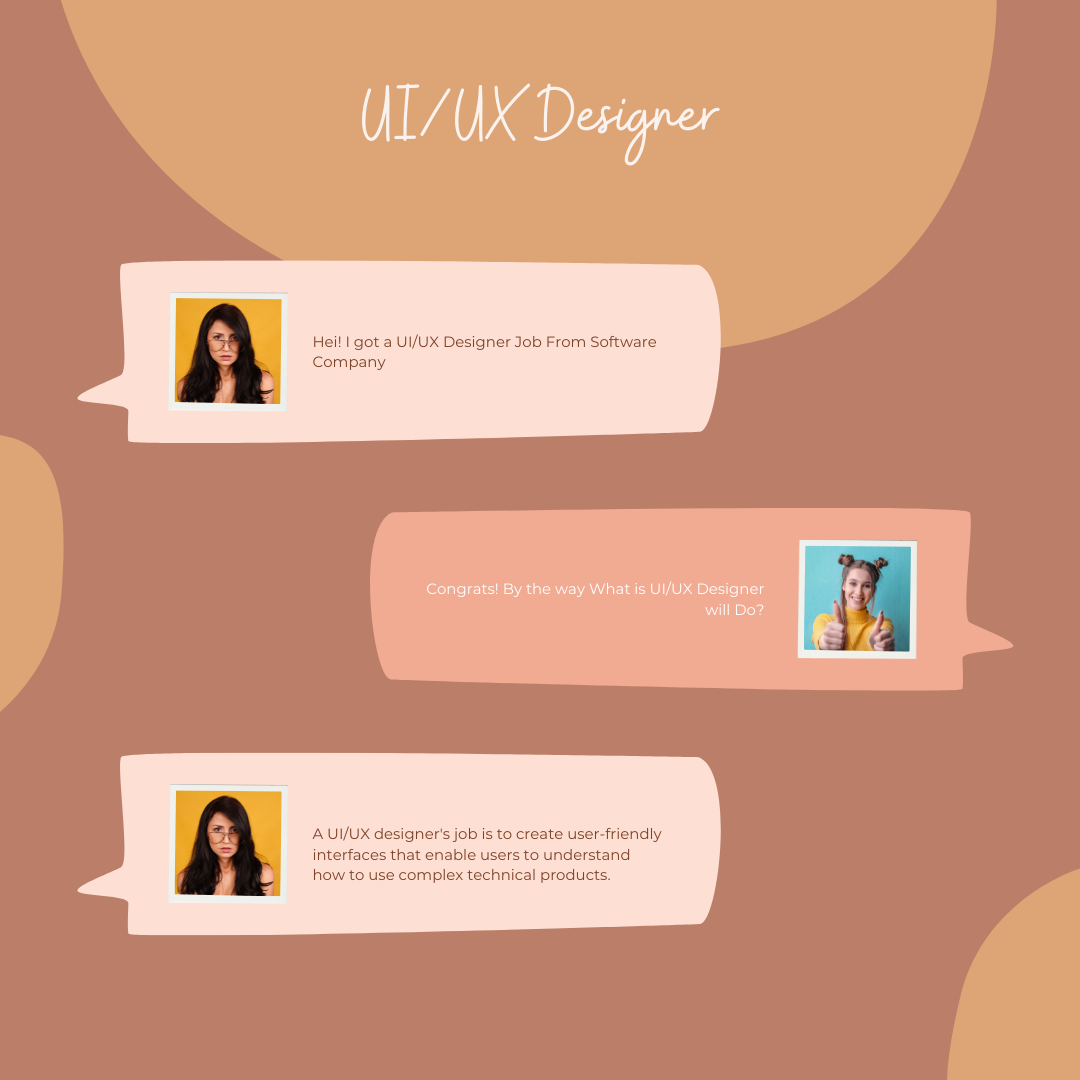 UI/UX Designer
Hei! I got a UI/UX Designer Job From Software
Company
Congrats! By the way What is UI/UX Designer
will Do?
A UI/UX designer's job is to create user-friendly
interfaces that enable users to understand
how to use complex technical products.